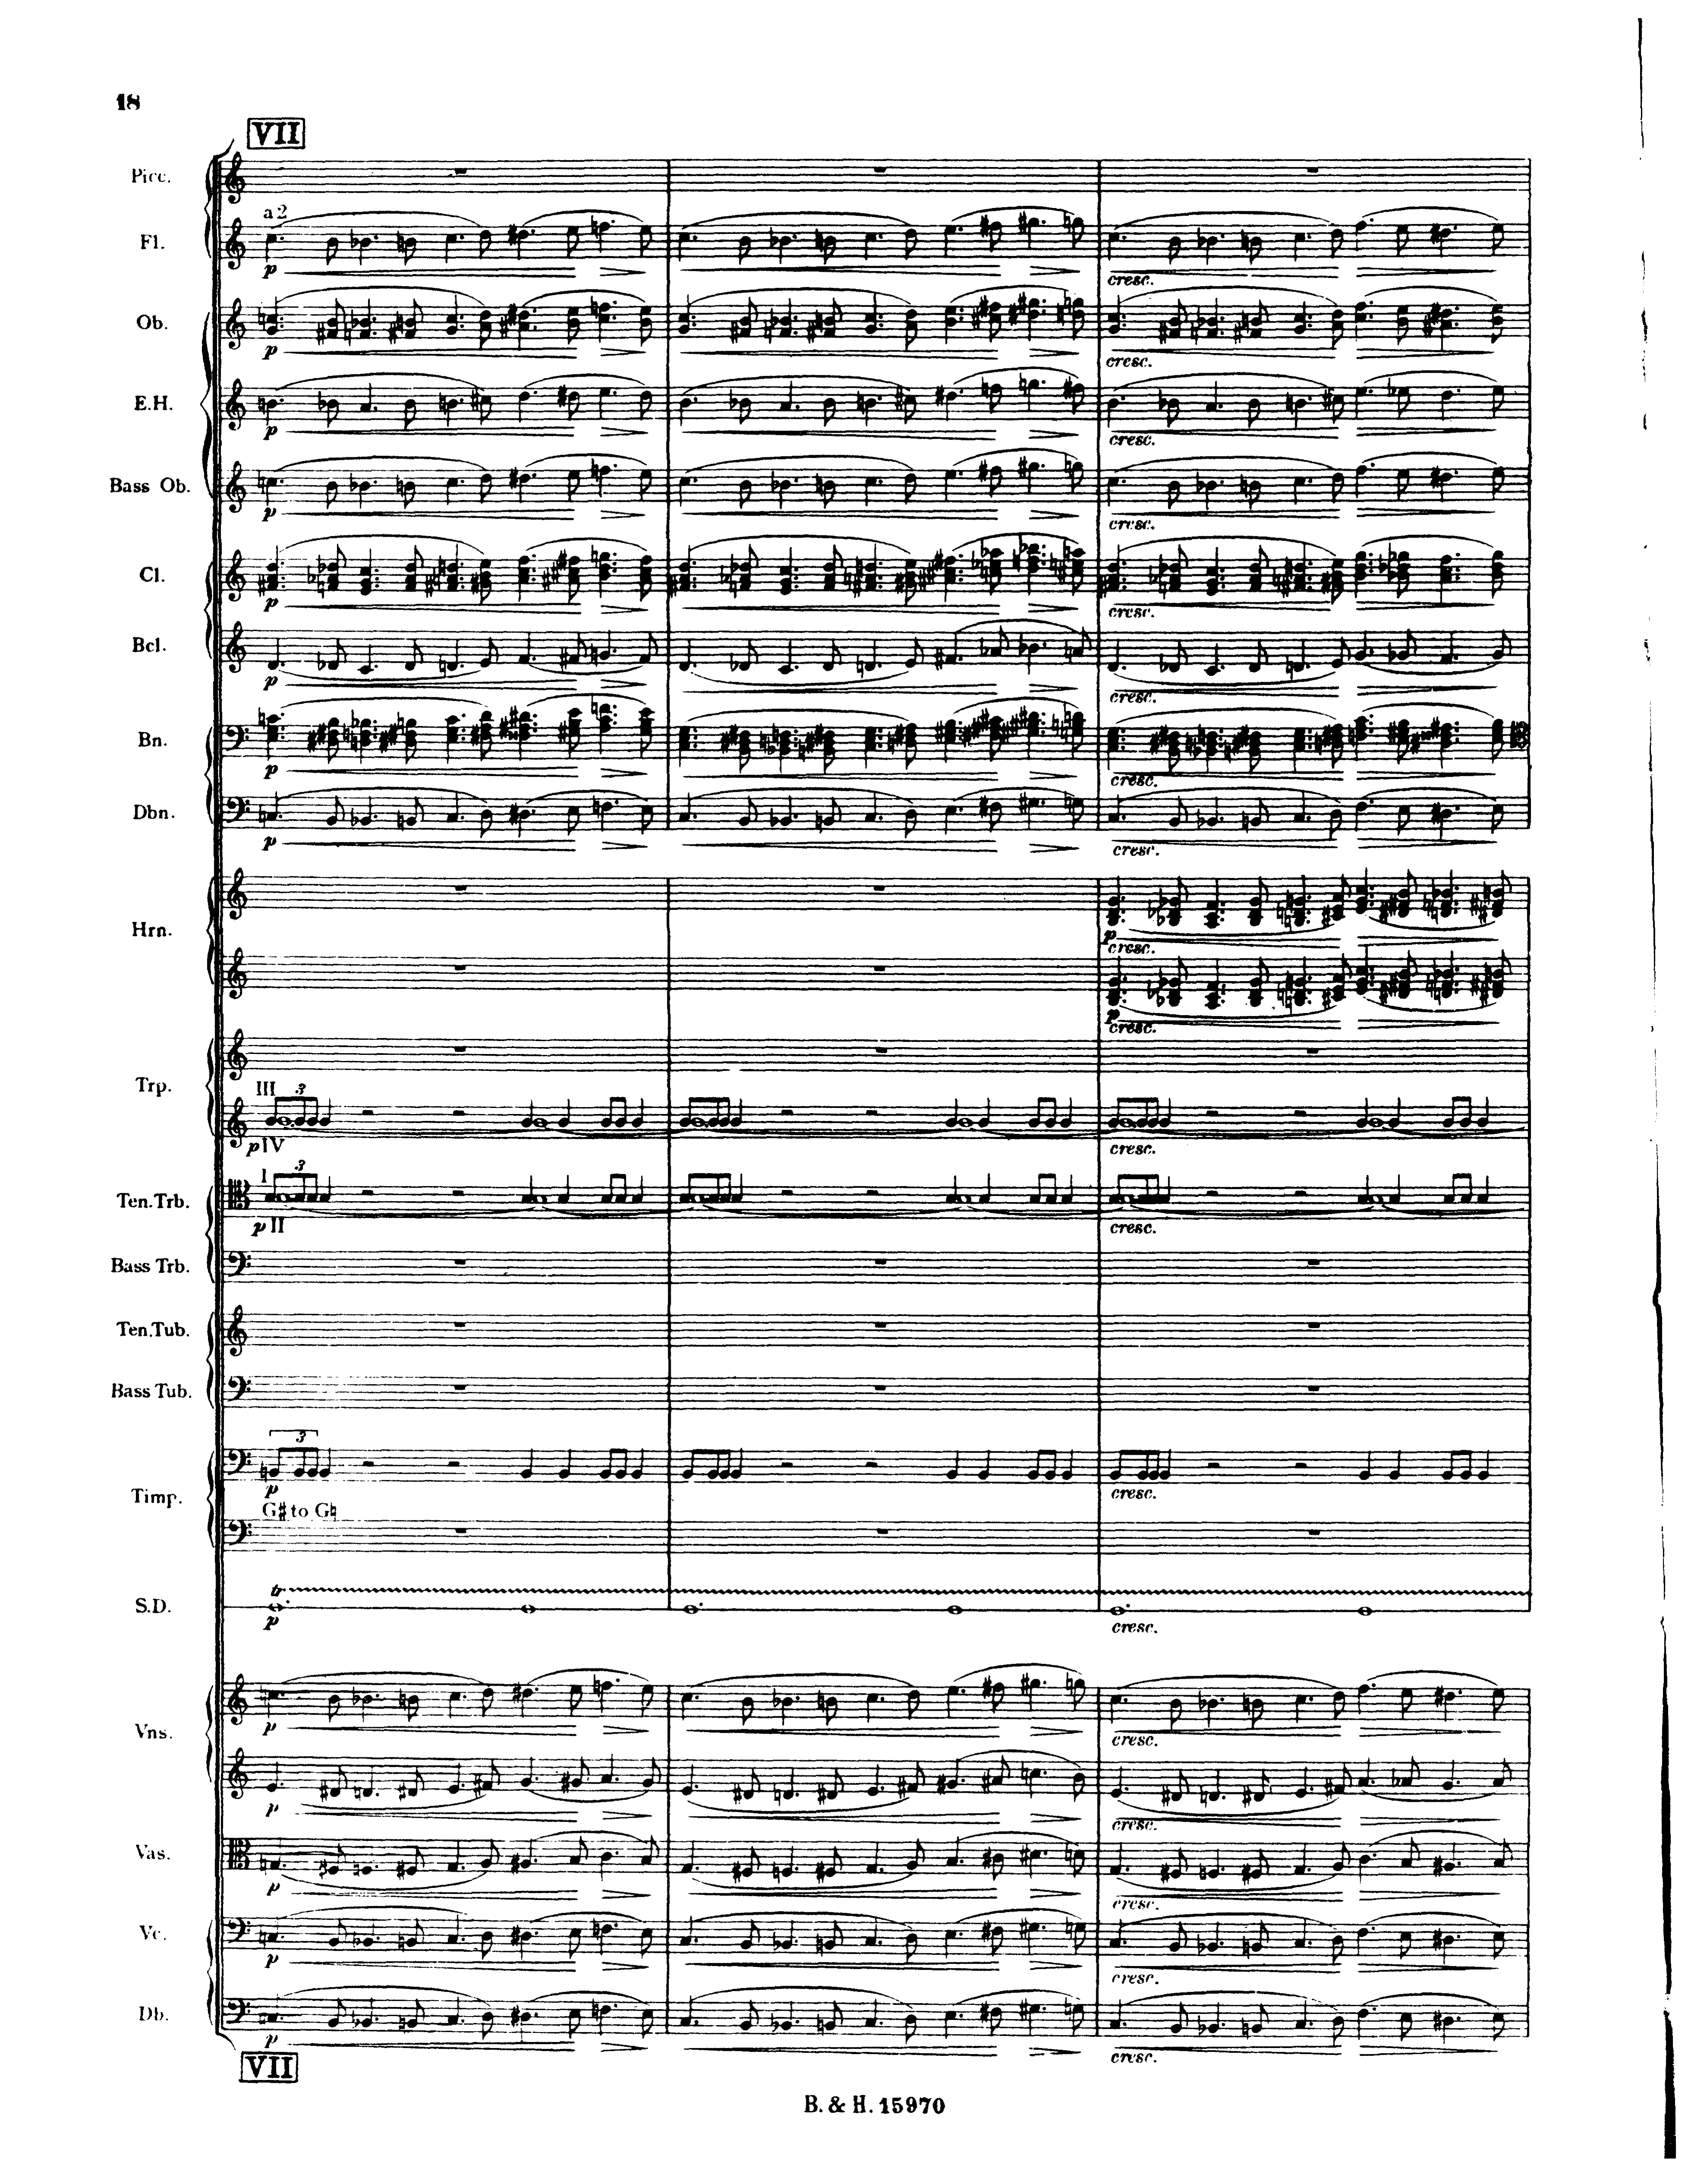 18
VII
Picc.
a 2
Fl.
p
cresc.
Ob.
p
cresc.
E.H.
p
cresc.
Bass Ob.
p
cresc.
Cl.
p
cresc.
Bcl.
p
cresc.
Bn.
p
cresc.
Dbn.
p
cresc.
Hrn.
p
cresc.
p
cresc.
Trp.
III
3
p IV
cresc.
I
3
Ten.Trb.
p II
cresc.
Bass Trb.
Ten.Tub.
Bass Tub.
3
p
cresc.
Timp.
G♯ to G♮
tr
S.D.
p
cresc.
p
cresc.
Vns.
p
cresc.
Vas.
p
cresc.
Vc.
p
cresc.
Db.
p
cresc.
VII
B. & H. 15970